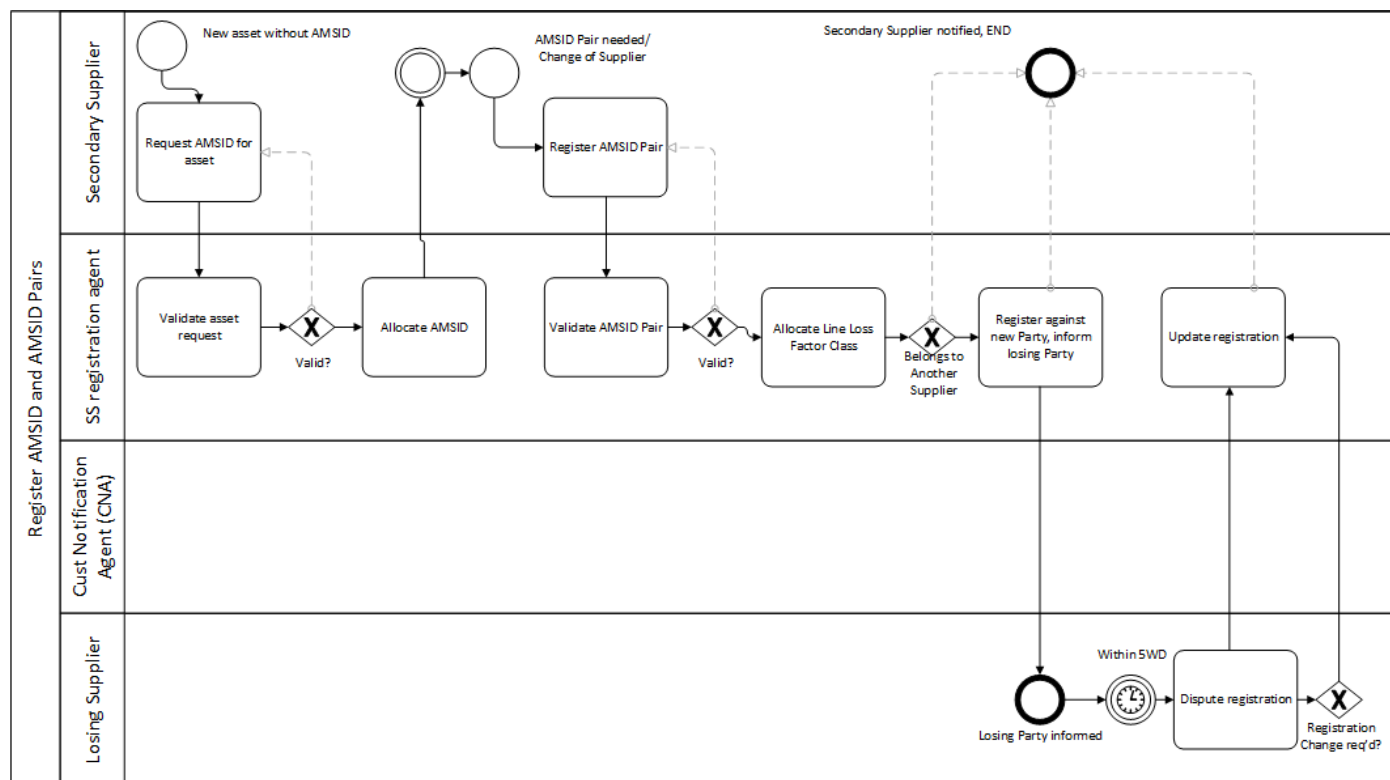 Register AMSID and AMSID Pairs
Secondary Supplier
New asset without AMSID
Request AMSID for
asset
AMSID Pair needed/
Change of Supplier
Register AMSID Pair
Secondary Supplier notified, END
SS registration agent
Validate asset
request
X
Valid?
Allocate AMSID
Validate AMSID Pair
X
Valid?
Allocate Line Loss
Factor Class
X
Belongs to
Another
Supplier
Register against
new Party, inform
losing Party
Update registration
Cust Notification
Agent (CNA)
Losing Supplier
Losing Party informed
Within 5WD
Dispute registration
X
Registration
Change req'd?